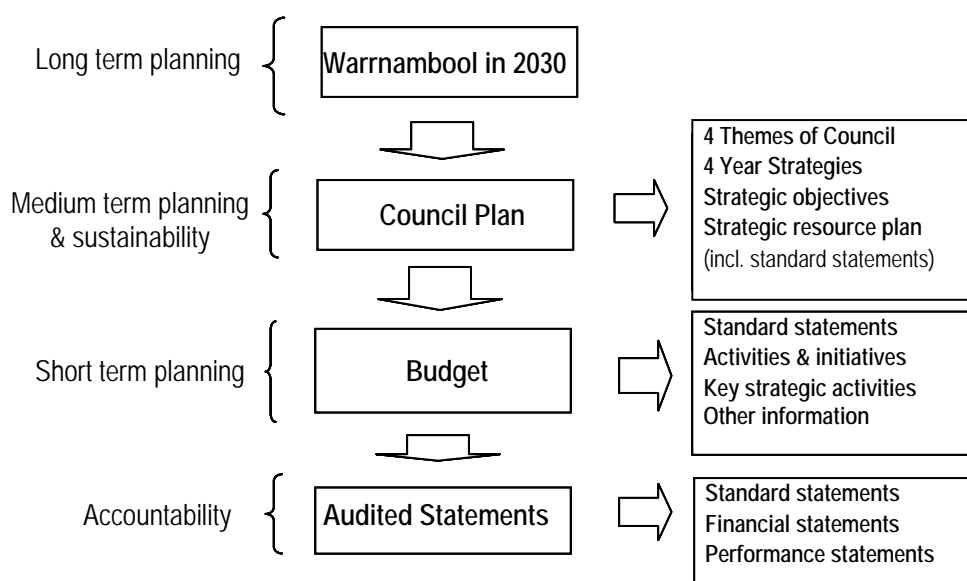 Long term planning
Warrnambool in 2030
Medium term planning
& sustainability
Council Plan
4 Themes of Council
4 Year Strategies
Strategic objectives
Strategic resource plan
(incl. standard statements)
Short term planning
Budget
Standard statements
Activities & initiatives
Key strategic activities
Other information
Accountability
Audited Statements
Standard statements
Financial statements
Performance statements